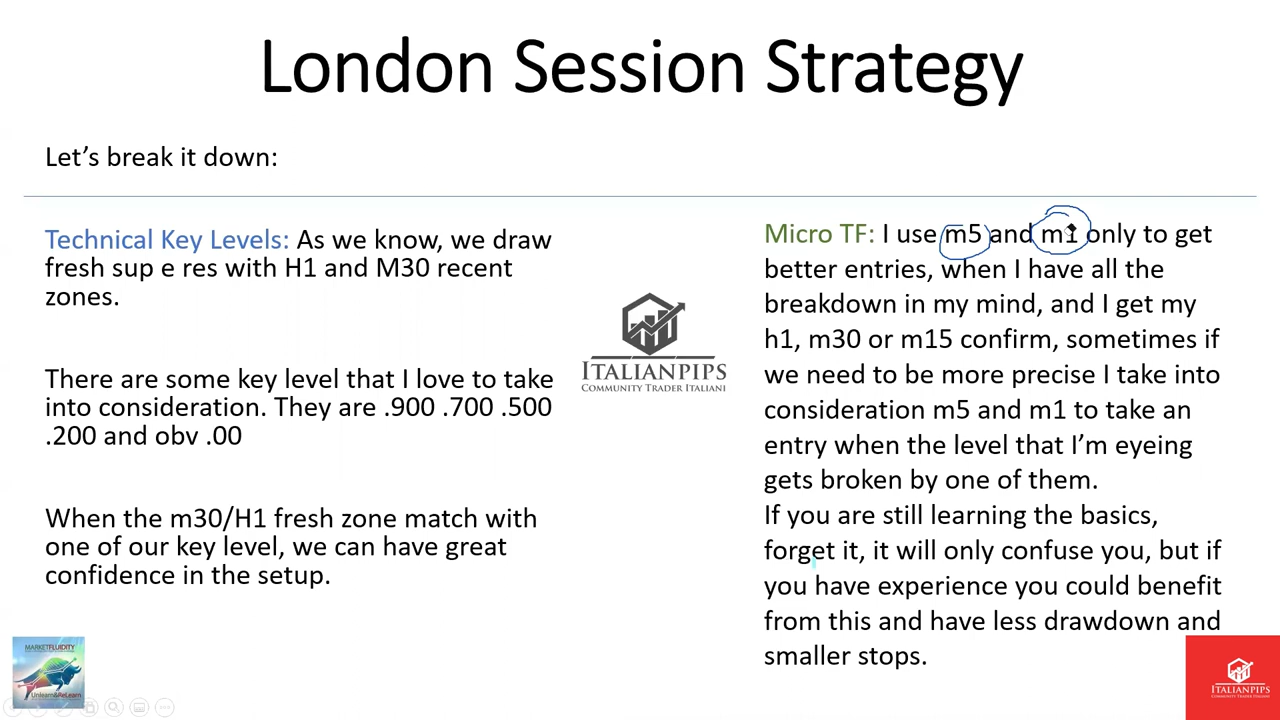 London Session Strategy
Let's break it down:
Technical Key Levels: As we know, we draw
fresh sup e res with H1 and M30 recent
zones.
There are some key level that I love to take
into consideration. They are .900 .700 .500
.200 and obv .00
When the m30/H1 fresh zone match with
one of our key level, we can have great
confidence in the setup.
ITALIANPIPS
COMMUNITY TRADER ITALIANI
Micro TF: I use m5 and m1 only to get
better entries, when I have all the
breakdown in my mind, and I get my
h1, m30 or m15 confirm, sometimes if
we need to be more precise I take into
consideration m5 and m1 to take an
entry when the level that I'm eyeing
gets broken by one of them.
If you are still learning the basics,
forget it, it will only confuse you, but if
you have experience you could benefit
from this and have less drawdown and
smaller stops.
MARKETFLUIDITY
Unlearn&ReLearn
ITALIANPIPS
COMMUNITY TRADER ITALIANI